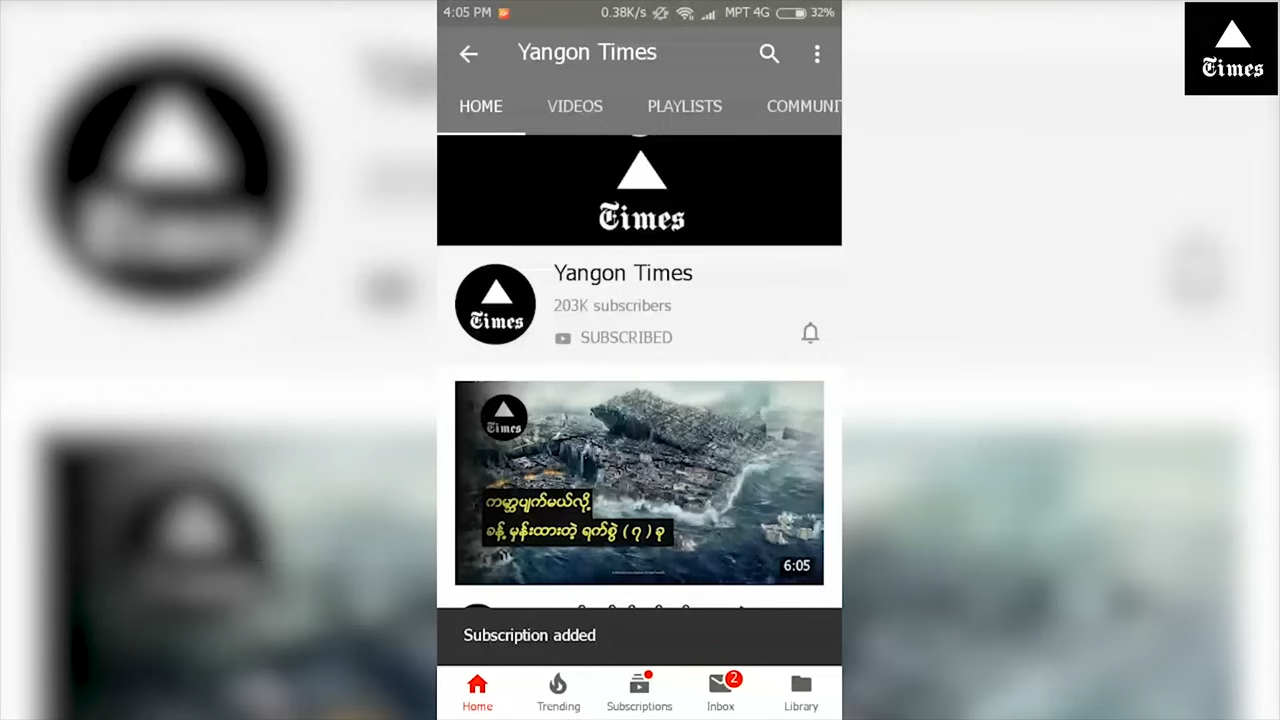 4:05 PM 0.38K/s MPT 4G 32%
Times
Yangon Times
HOME VIDEOS PLAYLISTS COMMUNI
Times
Yangon Times
203K subscribers
SUBSCRIBED
Times
Times
ကမ္ဘာပျက်မယ်လို့
ခန့် မှန်းထားတဲ့ ရက်စွဲ ( ၇ ) ခု
6:05
Subscription added
2
Home Trending Subscriptions Inbox Library